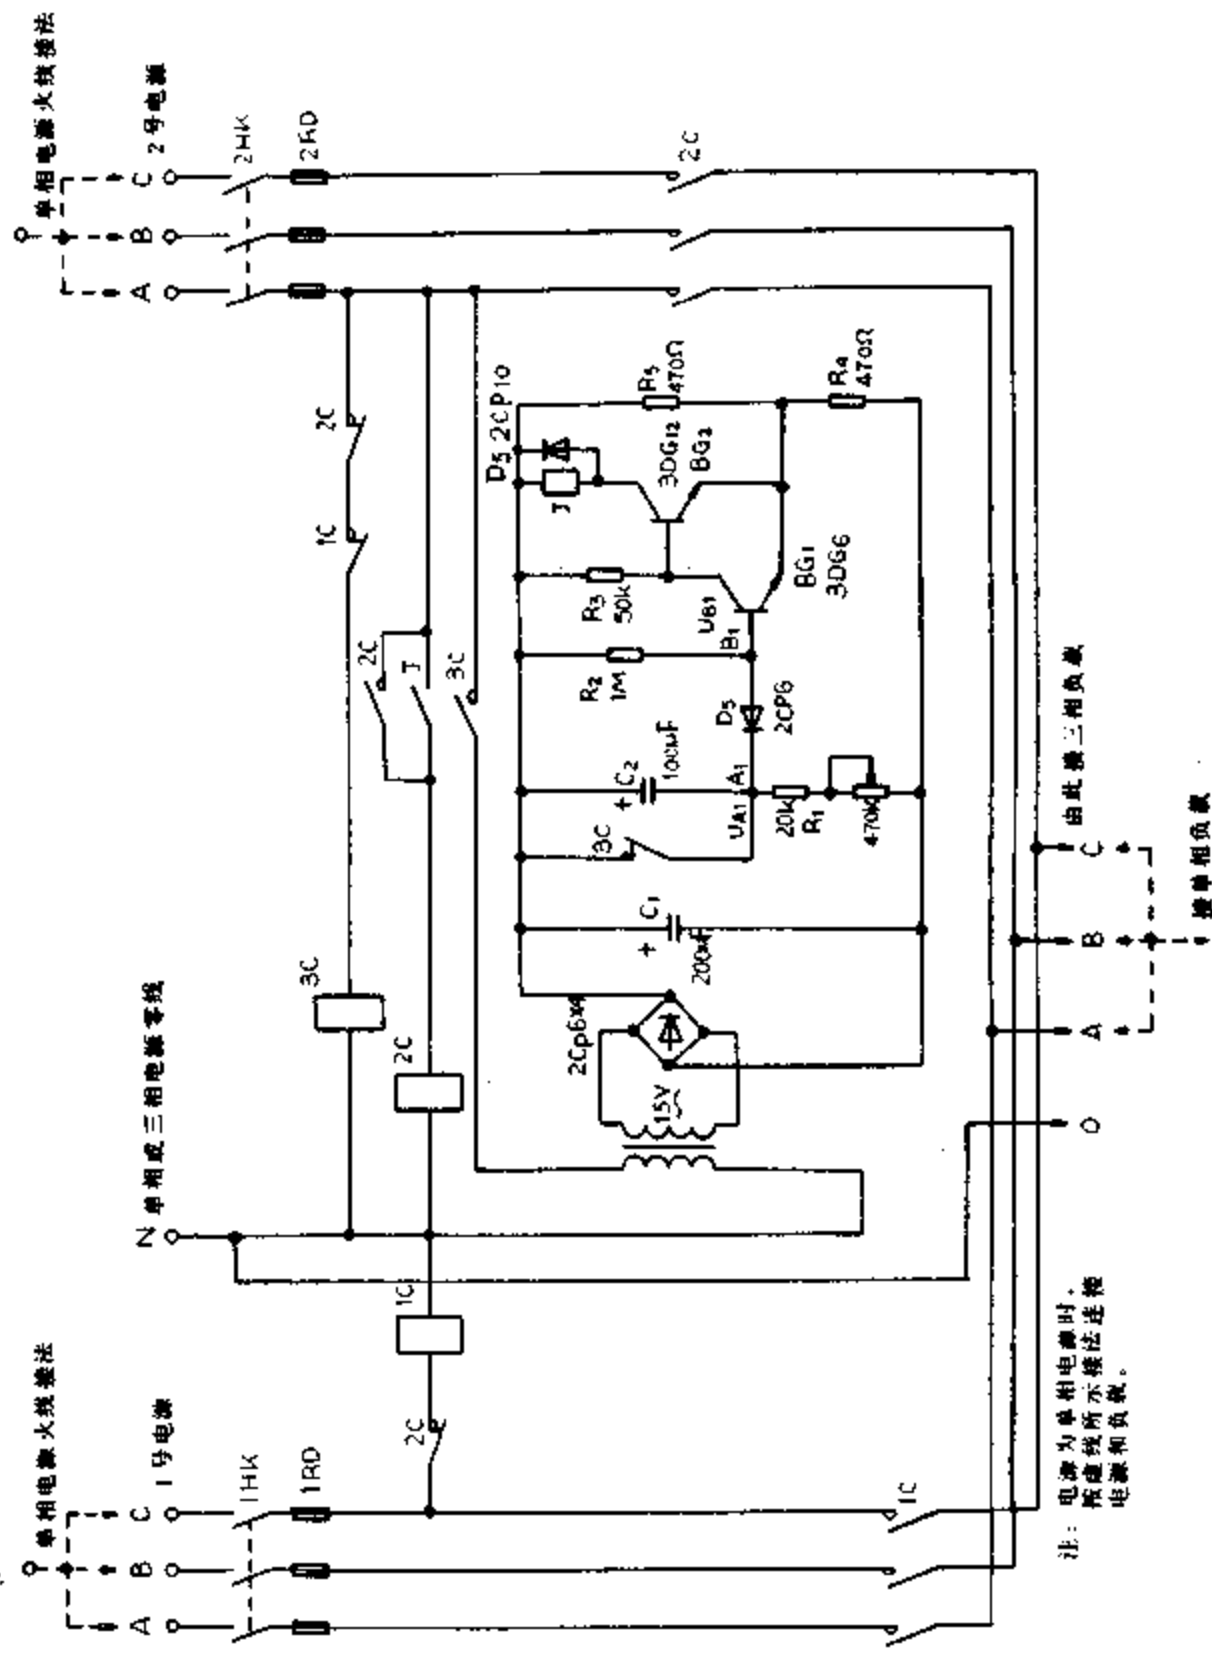 单相电源火线接法
2号电源
C
B
A
2HK
2RD
2C
2C
1C
2C
J
3C
3C
2C
单相或三相电源零线
N
1C
2C
D5 2CP10
J
R5
470Ω
R4
470Ω
3DG12
BG2
R3
50k
BG1
3DG6
UB1
B1
R2
1M
D5
2CP6
C2
100μF
+
UA1
A1
20k
R1
470k
3C
C1
+
2Cp6×4
15V
~
由此接三相负载
C
B
A
O
接单相负载
单相电源火线接法
1号电源
C
B
A
1HK
1RD
1C
注：电源为单相电源时，
按虚线所示接法连接
电源和负载。